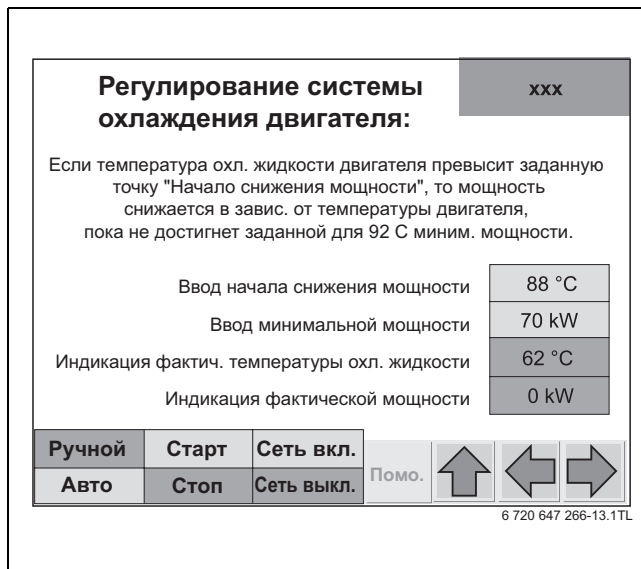 Регулирование системы
охлаждения двигателя:
xxx
Если температура охл. жидкости двигателя превысит заданную
точку "Начало снижения мощности", то мощность
снижается в завис. от температуры двигателя,
пока не достигнет заданной для 92 С миним. мощности.
Ввод начала снижения мощности 88 °C
Ввод минимальной мощности 70 kW
Индикация фактич. температуры охл. жидкости 62 °C
Индикация фактической мощности 0 kW
Ручной Старт Сеть вкл.
Авто Стоп Сеть выкл.
Помо.
6 720 647 266-13.1TL